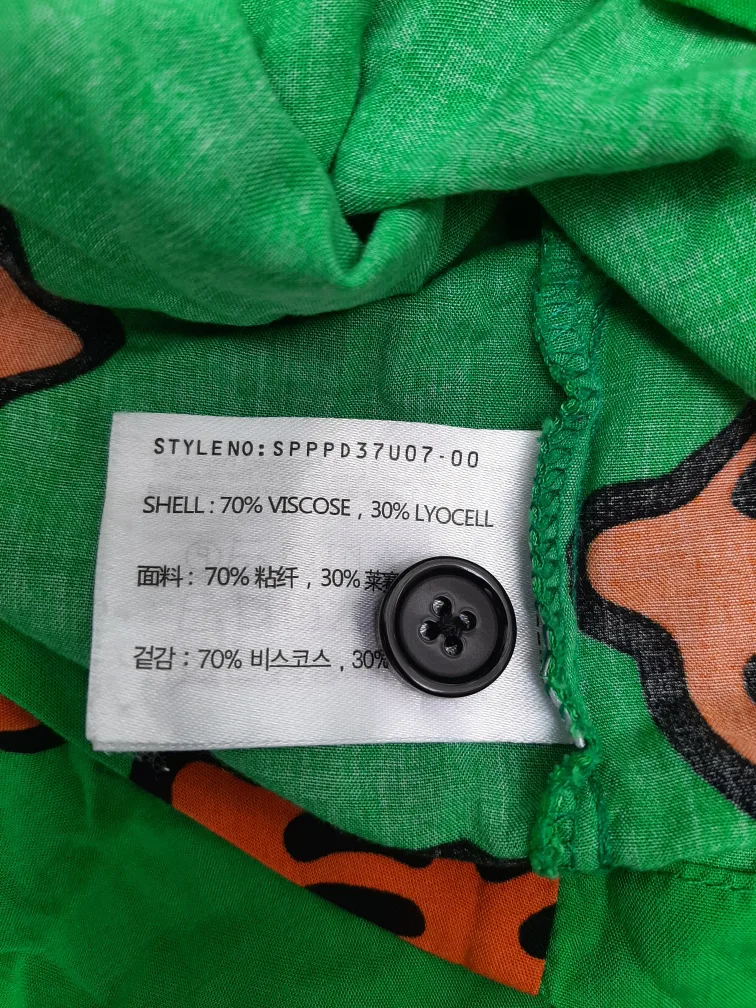 STYLENO:SPPPD37U07-00
SHELL : 70% VISCOSE , 30% LYOCELL
面料 : 70% 粘纤 , 30% 莱
겉감 : 70% 비스코스 , 30%